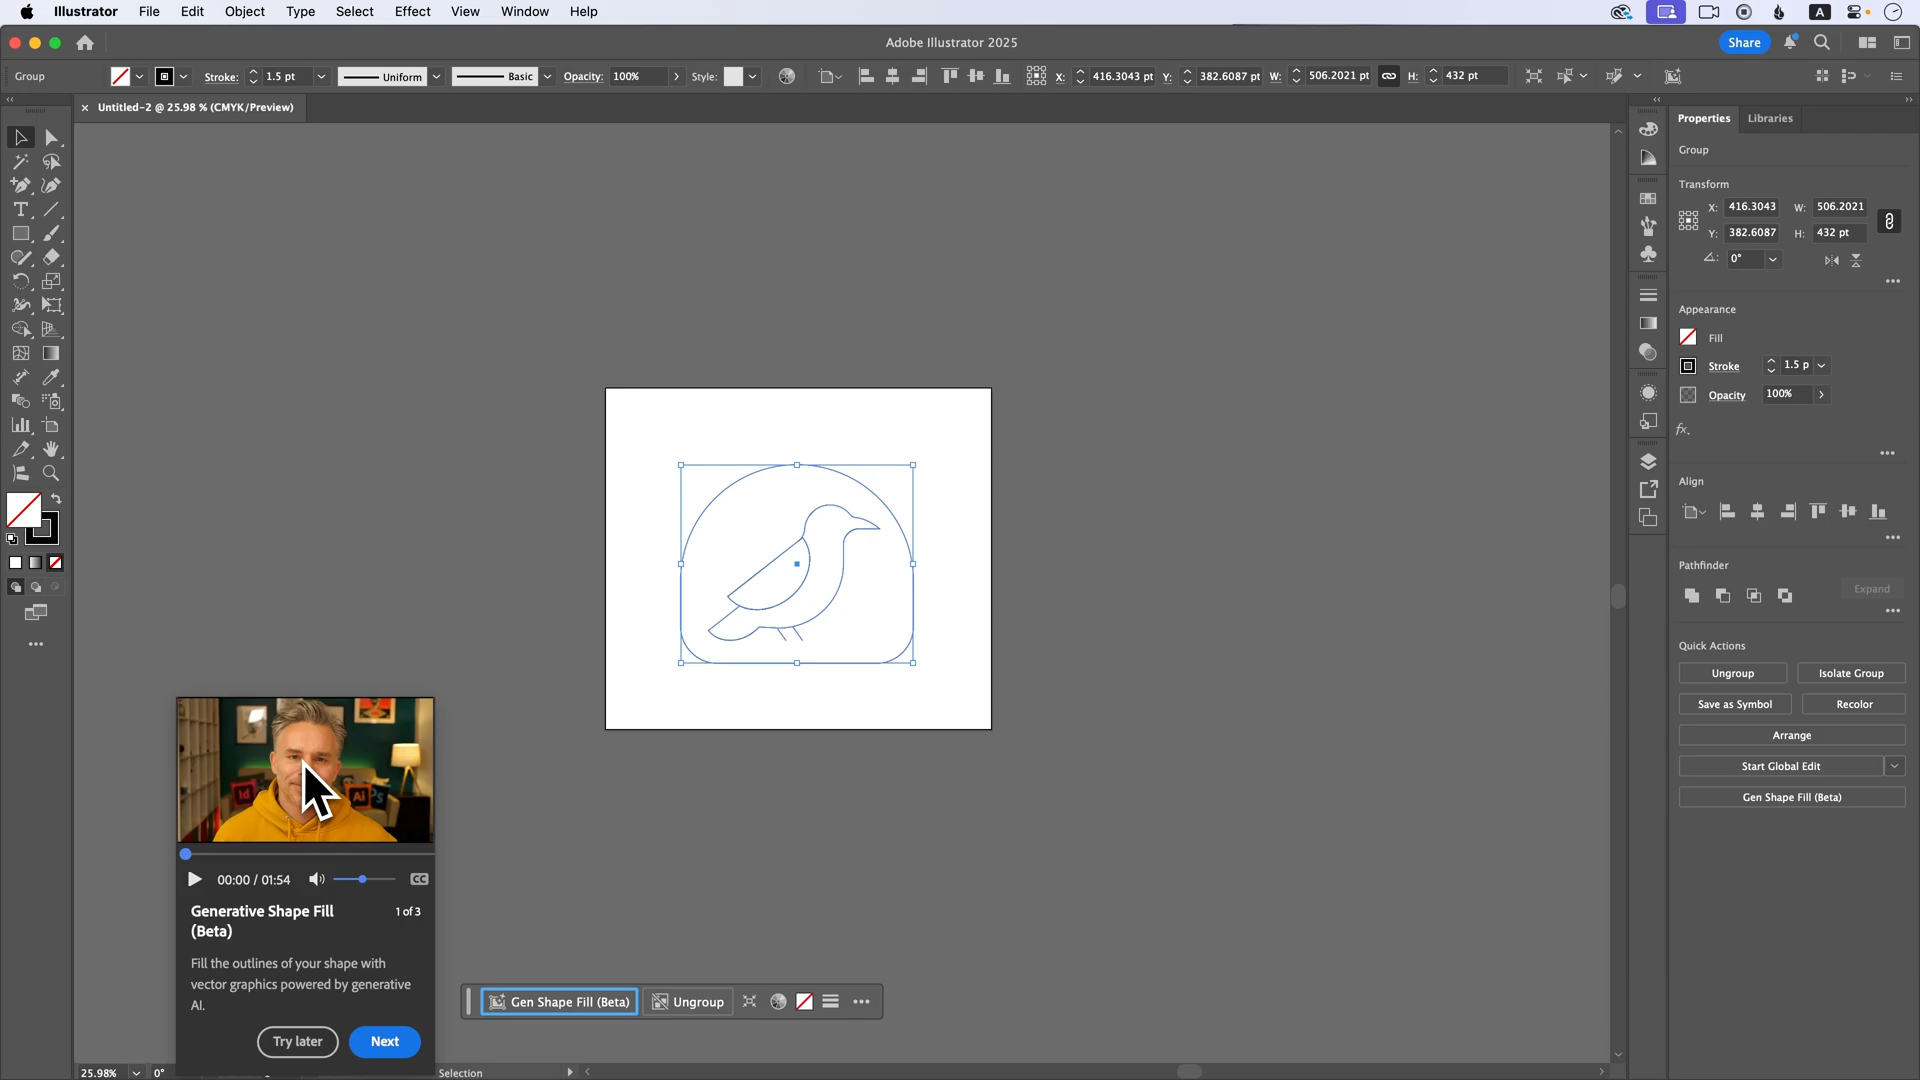 Illustrator File Edit Object Type Select Effect View Window Help
A
Adobe Illustrator 2025
Share
Group
Stroke: 1.5 pt
Uniform
Basic
Opacity: 100%
Style:
X: 416.3043 pt
Y: 382.6087 pt
W: 506.2021 pt
H: 432 pt
Untitled-2 @ 25.98 % (CMYK/Preview)
Properties Libraries
Group
Transform
X: 416.3043 W: 506.2021
Y: 382.6087 H: 432 pt
0°
Appearance
Fill
Stroke 1.5 p
Opacity 100%
fx.
Align
Pathfinder
Expand
Quick Actions
Ungroup Isolate Group
Save as Symbol Recolor
Arrange
Start Global Edit
Gen Shape Fill (Beta)
T
Id
Ai
Ps
00:00 / 01:54
CC
Generative Shape Fill
(Beta)
1 of 3
Fill the outlines of your shape with
vector graphics powered by generative
AI.
Try later Next
Gen Shape Fill (Beta) Ungroup
25.98% 0° Selection